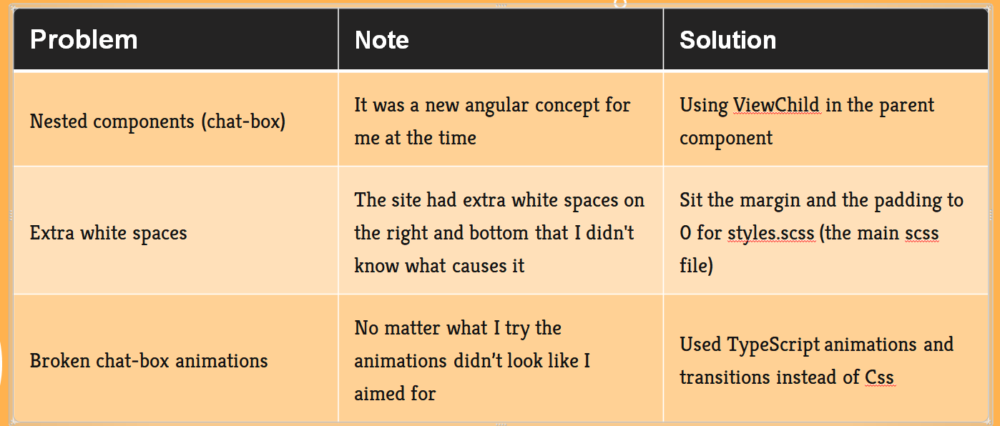 Problem
Note
Solution
Nested components (chat-box)
It was a new angular concept for
me at the time
Using ViewChild in the parent
component
Extra white spaces
The site had extra white spaces on
the right and bottom that I didn't
know what causes it
Sit the margin and the padding to
0 for styles.scss (the main scss
file)
Broken chat-box animations
No matter what I try the
animations didn’t look like I
aimed for
Used TypeScript animations and
transitions instead of Css